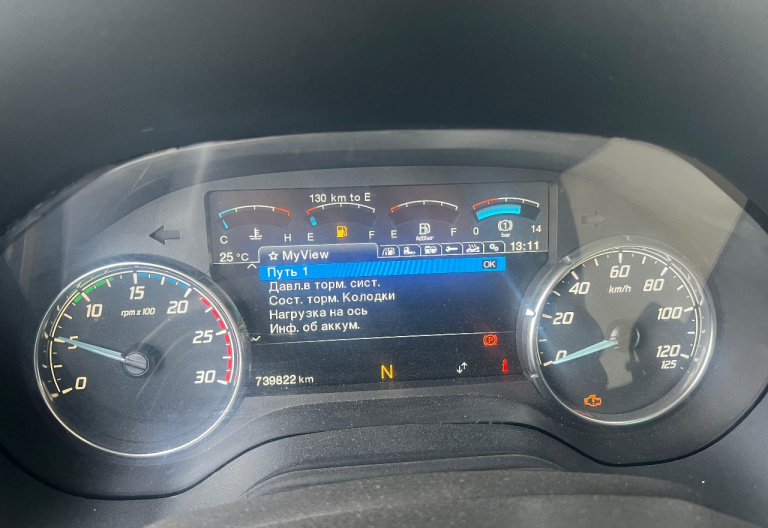 130 km to E
C H E F E F 0 14
AdBlue bar
25 °C MyView 13:11
Путь 1 OK
Давл.в торм. сист.
Сост. торм. Колодки
Нагрузка на ось
Инф. об аккум.
739822 km N
0 5 10 15 20 25 30
rpm x 100
0 20 40 60 80 100 120 125
km/h